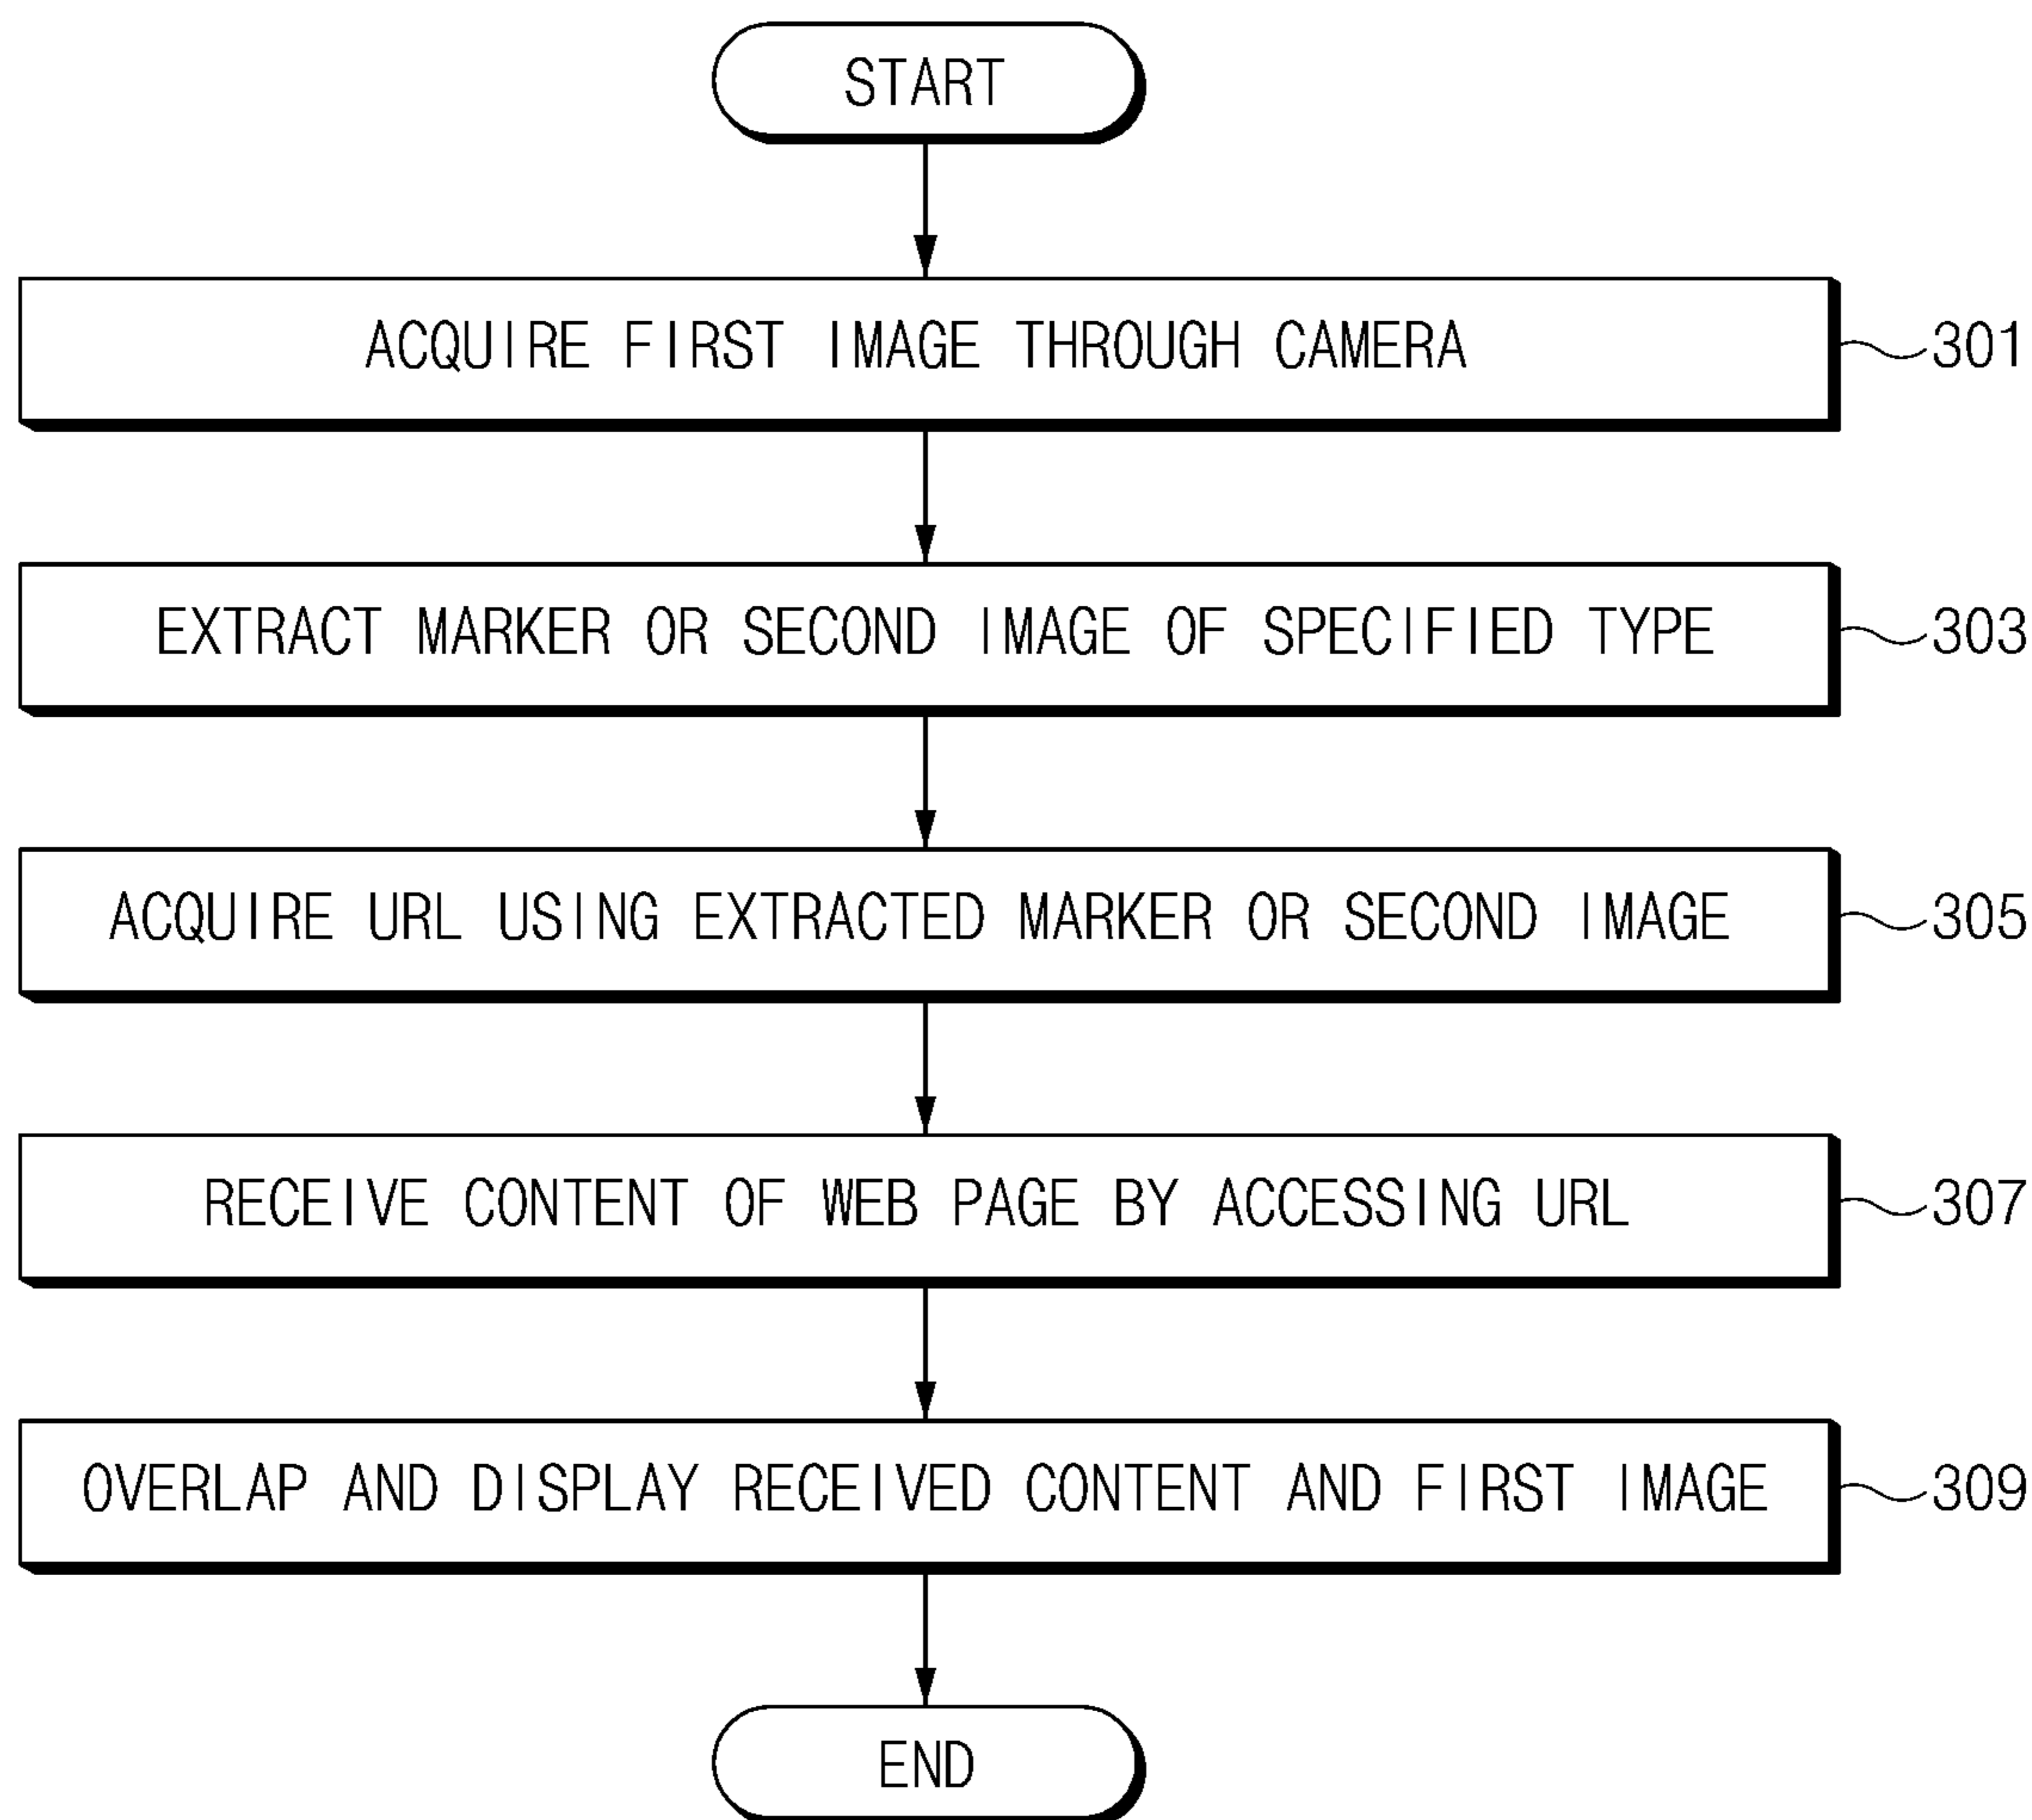 START
ACQUIRE FIRST IMAGE THROUGH CAMERA
301
EXTRACT MARKER OR SECOND IMAGE OF SPECIFIED TYPE
303
ACQUIRE URL USING EXTRACTED MARKER OR SECOND IMAGE
305
RECEIVE CONTENT OF WEB PAGE BY ACCESSING URL
307
OVERLAP AND DISPLAY RECEIVED CONTENT AND FIRST IMAGE
309
END